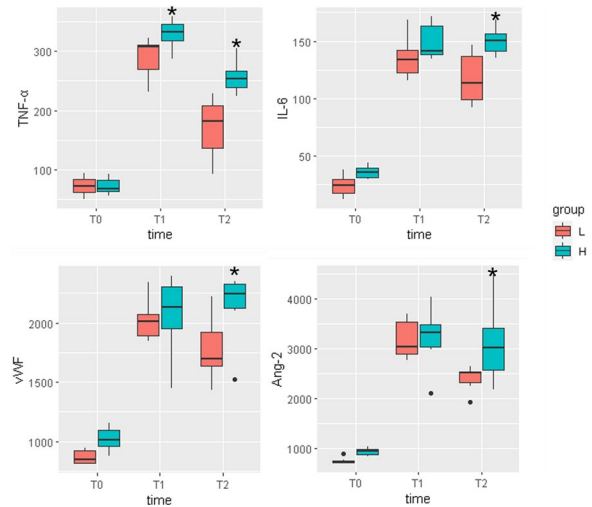 TNF-α
300
200
100
*
*
T0 T1 T2
time
IL-6
150
100
50
*
T0 T1 T2
time
group
L
H
vWF
2000
1500
1000
*
T0 T1 T2
time
Ang-2
4000
3000
2000
1000
*
T0 T1 T2
time